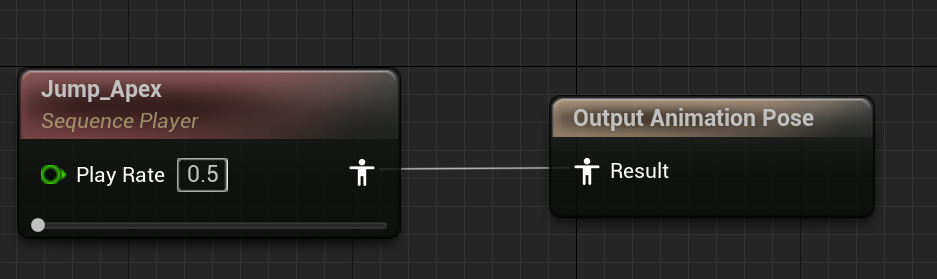 Jump_Apex
Sequence Player
Play Rate 0.5
Output Animation Pose
Result